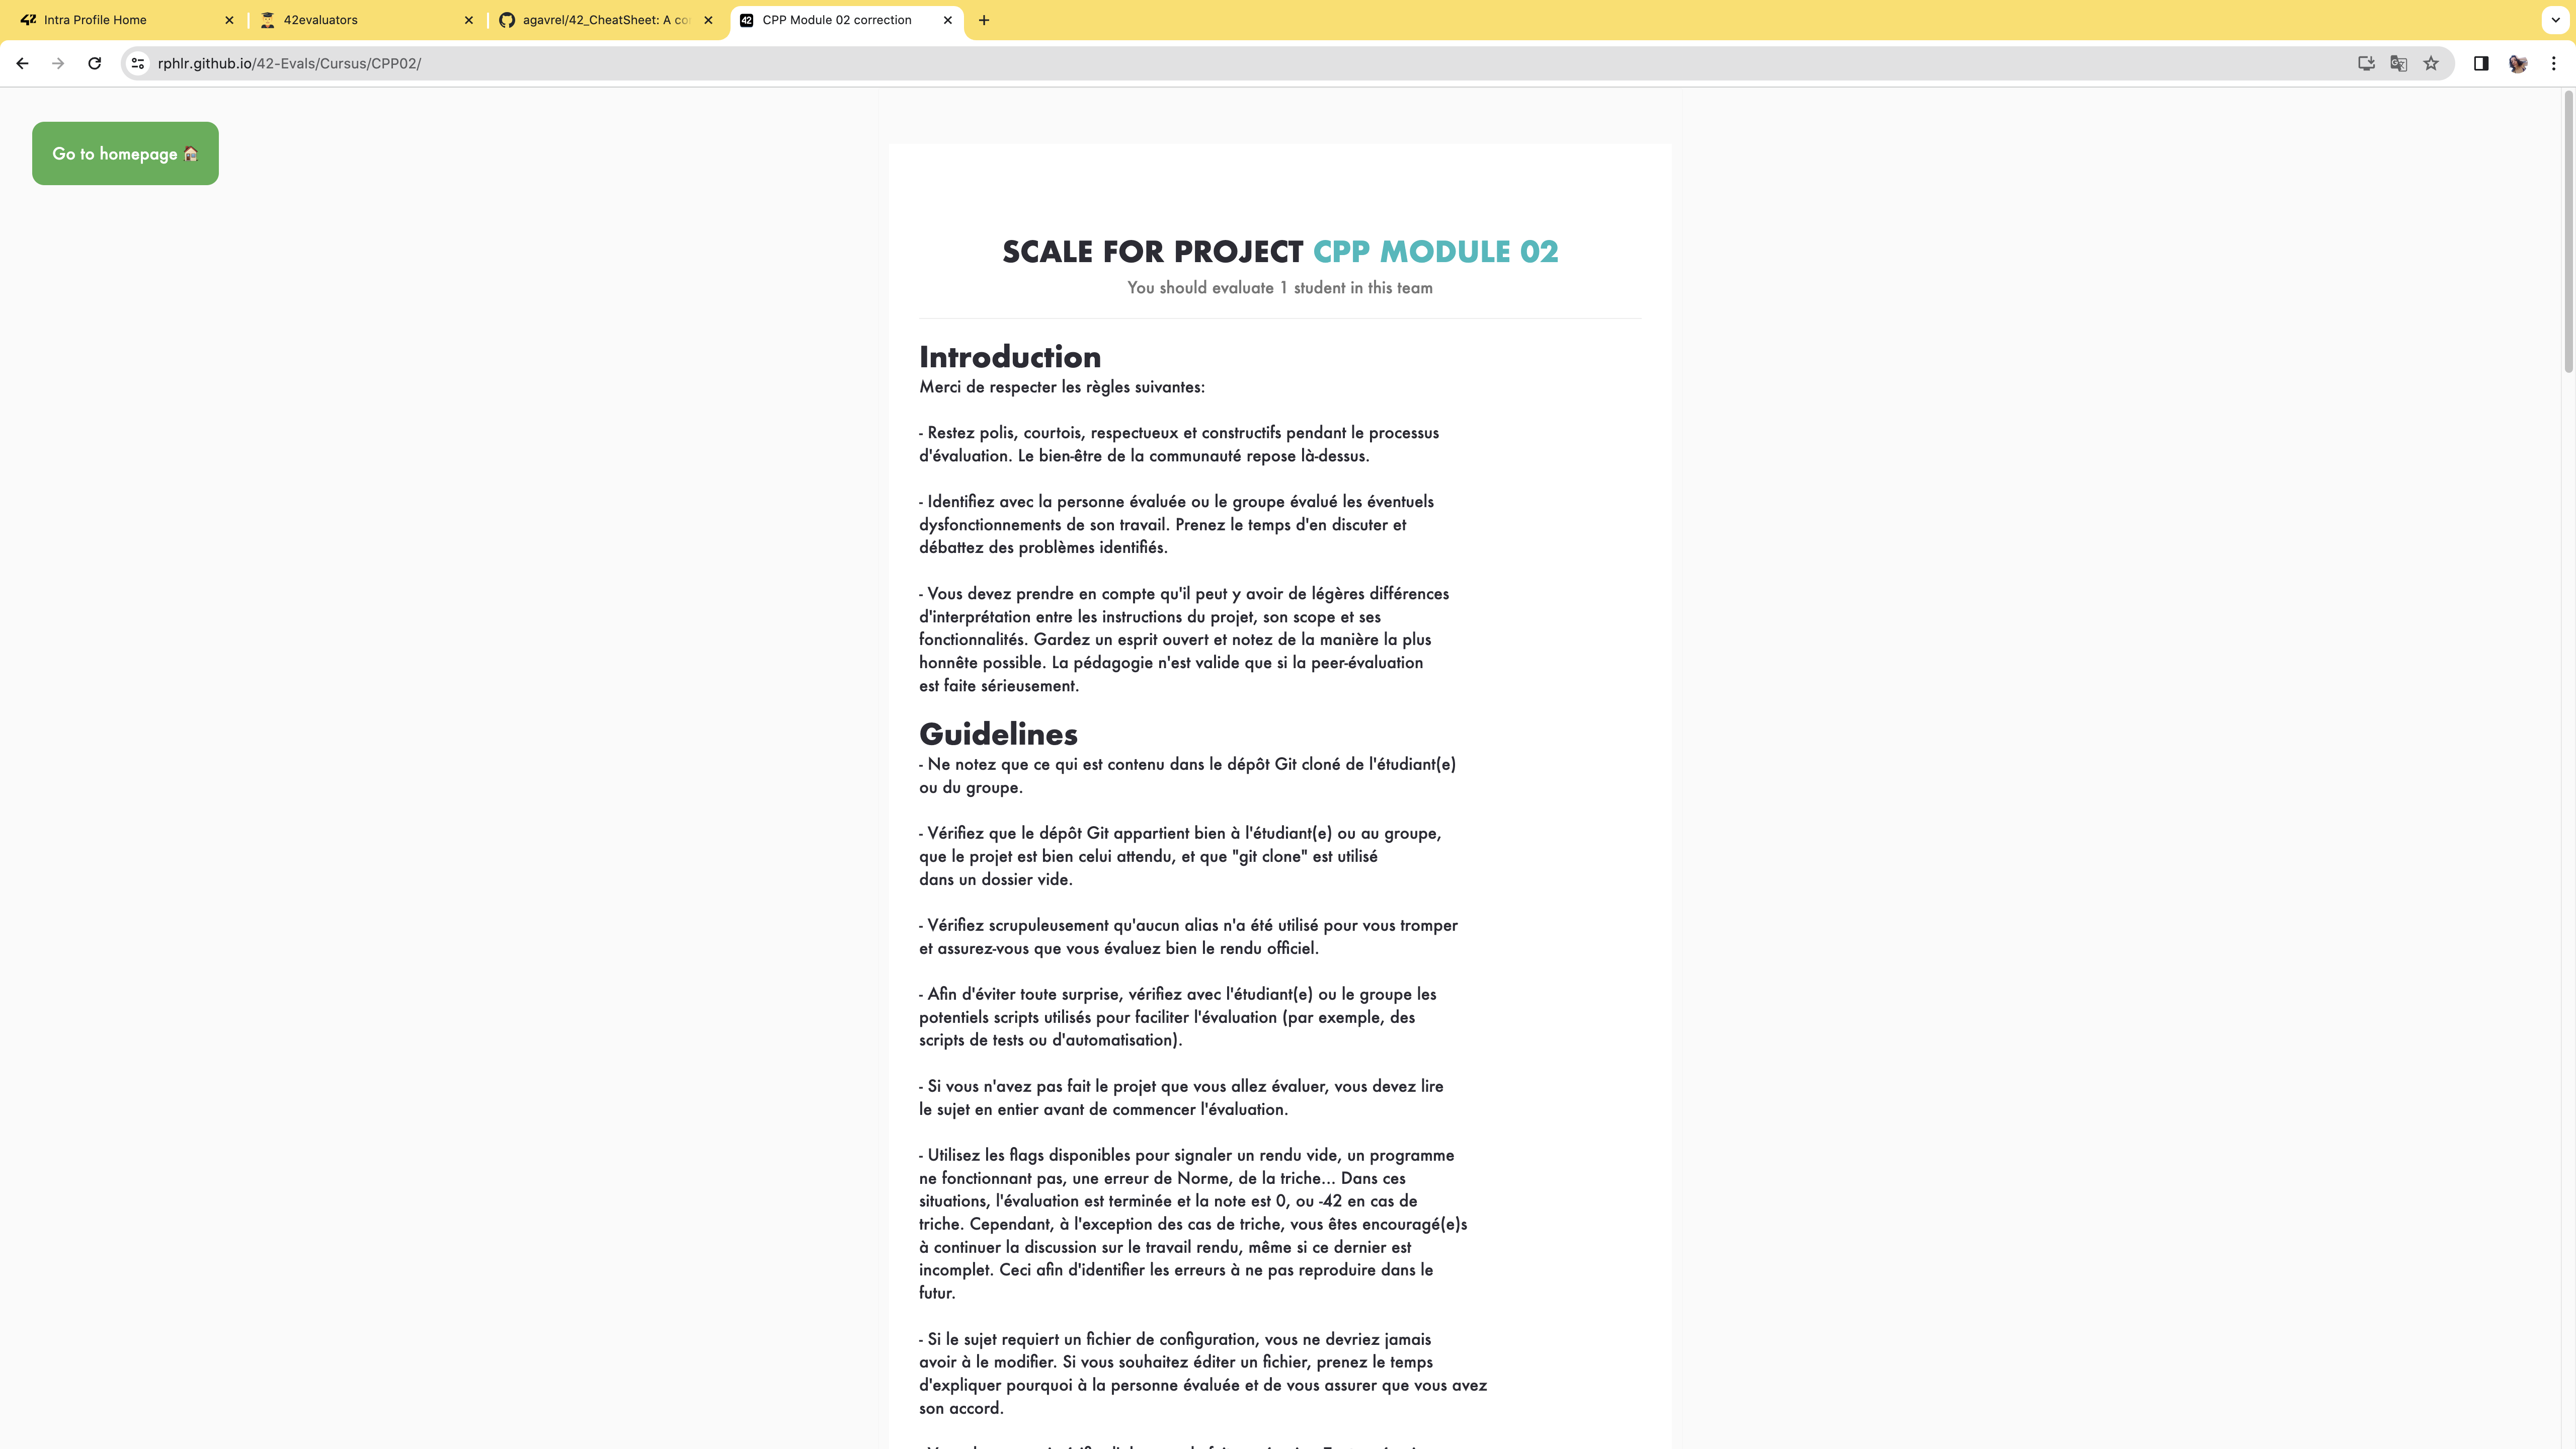 Intra Profile Home
42evaluators
agavrel/42_CheatSheet: A co
CPP Module 02 correction
rphlr.github.io/42-Evals/Cursus/CPP02/
Go to homepage
SCALE FOR PROJECT CPP MODULE 02
You should evaluate 1 student in this team
Introduction
Merci de respecter les règles suivantes:
- Restez polis, courtois, respectueux et constructifs pendant le processus
d'évaluation. Le bien-être de la communauté repose là-dessus.
- Identifiez avec la personne évaluée ou le groupe évalué les éventuels
dysfonctionnements de son travail. Prenez le temps d'en discuter et
débattez des problèmes identifiés.
- Vous devez prendre en compte qu'il peut y avoir de légères différences
d'interprétation entre les instructions du projet, son scope et ses
fonctionnalités. Gardez un esprit ouvert et notez de la manière la plus
honnête possible. La pédagogie n'est valide que si la peer-évaluation
est faite sérieusement.
Guidelines
- Ne notez que ce qui est contenu dans le dépôt Git cloné de l'étudiant(e)
ou du groupe.
- Vérifiez que le dépôt Git appartient bien à l'étudiant(e) ou au groupe,
que le projet est bien celui attendu, et que "git clone" est utilisé
dans un dossier vide.
- Vérifiez scrupuleusement qu'aucun alias n'a été utilisé pour vous tromper
et assurez-vous que vous évaluez bien le rendu officiel.
- Afin d'éviter toute surprise, vérifiez avec l'étudiant(e) ou le groupe les
potentiels scripts utilisés pour faciliter l'évaluation (par exemple, des
scripts de tests ou d'automatisation).
- Si vous n'avez pas fait le projet que vous allez évaluer, vous devez lire
le sujet en entier avant de commencer l'évaluation.
- Utilisez les flags disponibles pour signaler un rendu vide, un programme
ne fonctionnant pas, une erreur de Norme, de la triche... Dans ces
situations, l'évaluation est terminée et la note est 0, ou -42 en cas de
triche. Cependant, à l'exception des cas de triche, vous êtes encouragé(e)s
à continuer la discussion sur le travail rendu, même si ce dernier est
incomplet. Ceci afin d'identifier les erreurs à ne pas reproduire dans le
futur.
- Si le sujet requiert un fichier de configuration, vous ne devriez jamais
avoir à le modifier. Si vous souhaitez éditer un fichier, prenez le temps
d'expliquer pourquoi à la personne évaluée et de vous assurer que vous avez
son accord.